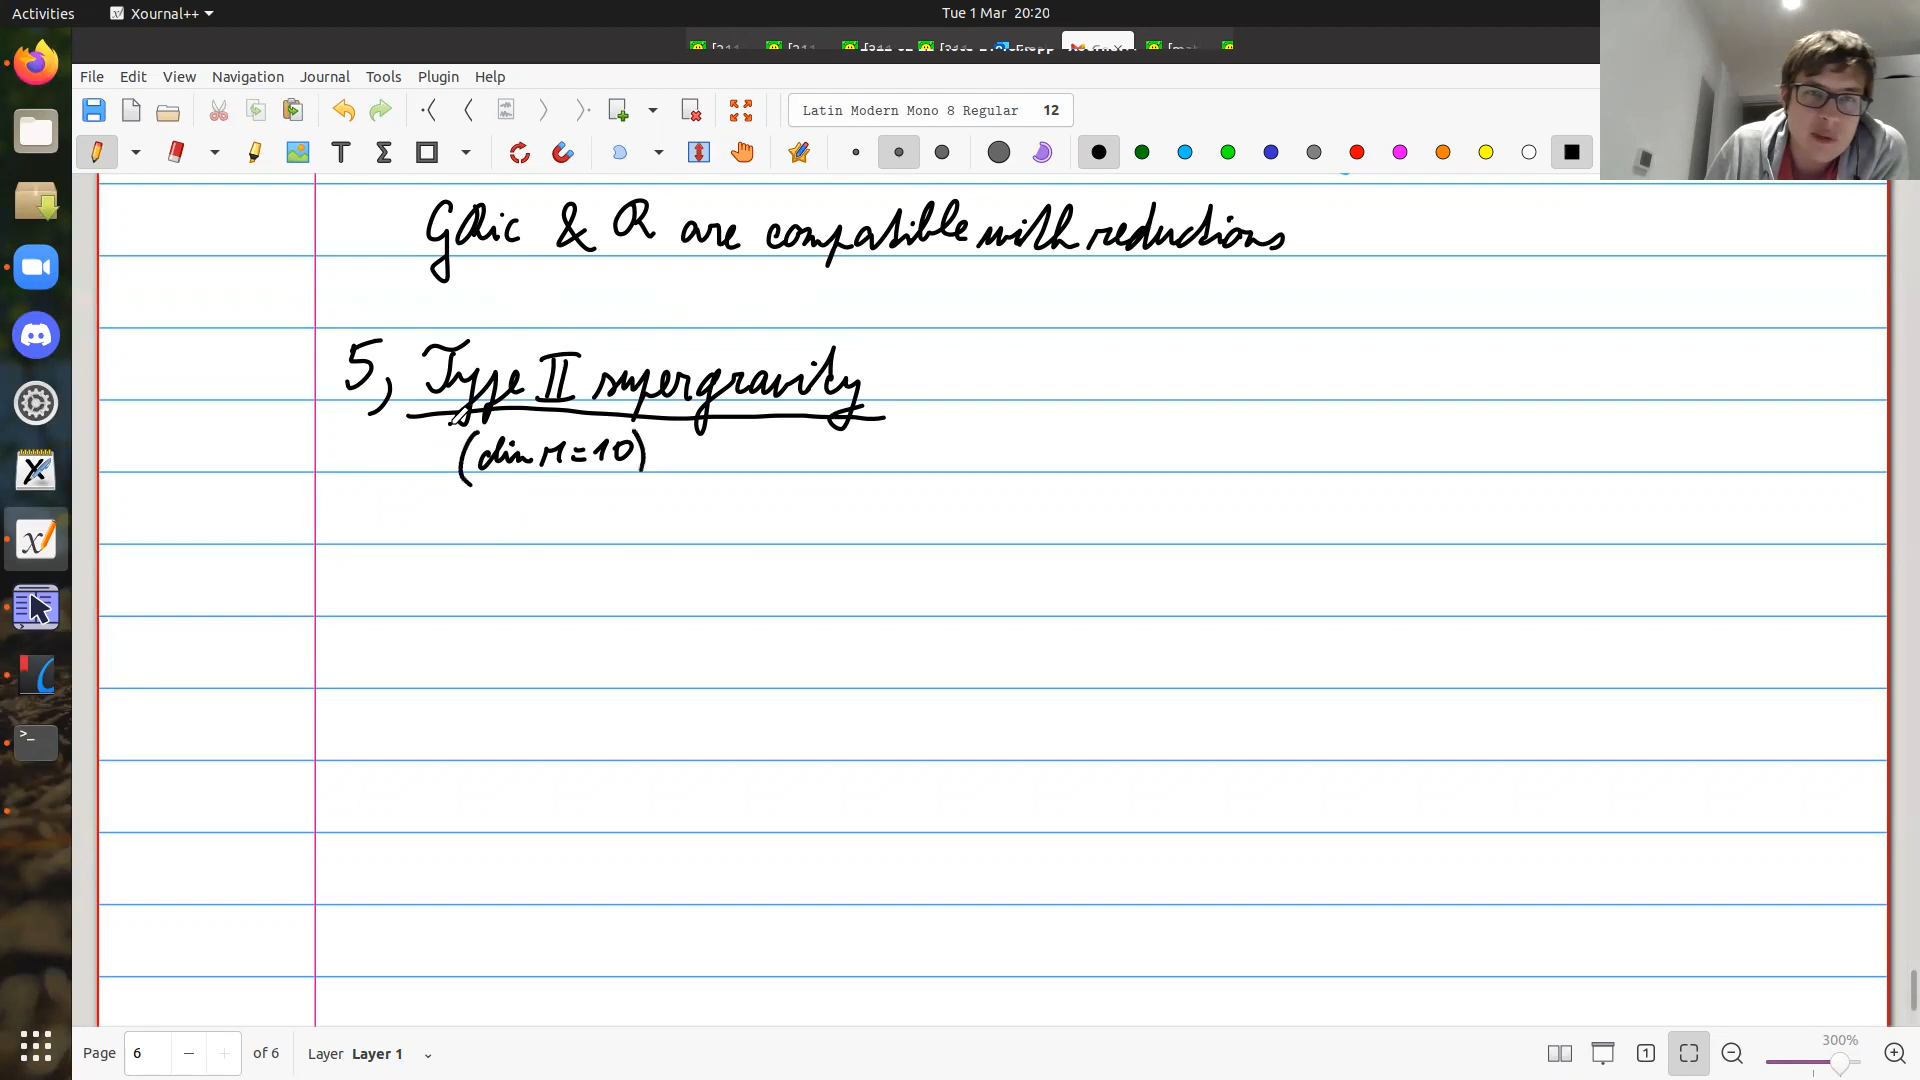 Activities
Xournal++
Tue 1 Mar 20:20
File Edit View Navigation Journal Tools Plugin Help
Latin Modern Mono 8 Regular 12
GRic & R are compatible with reductions
5, Type II supergravity
(dim M = 10)
Page 6 of 6 Layer Layer 1
300%